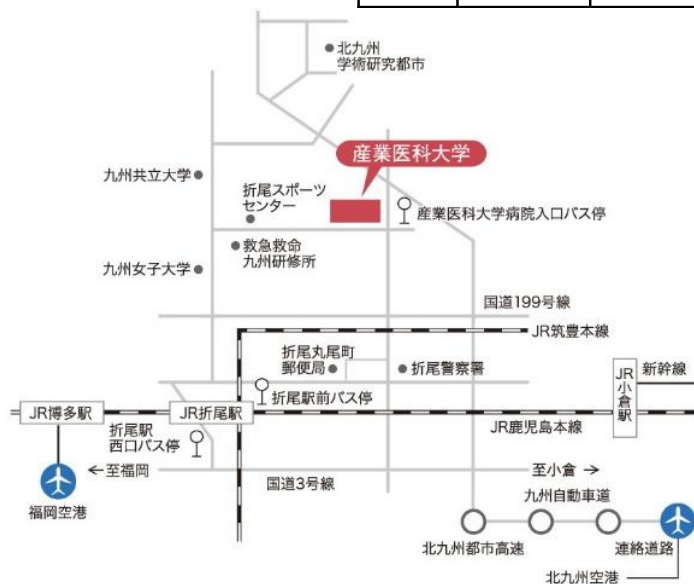 北九州
学術研究都市
産業医科大学
九州共立大学
折尾スポーツ
センター
産業医科大学病院入口バス停
救急救命
九州研修所
九州女子大学
国道199号線
JR筑豊本線
折尾丸尾町
郵便局
折尾警察署
JR小倉駅
新幹線
折尾駅前バス停
JR博多駅
JR折尾駅
JR鹿児島本線
折尾駅
西口バス停
←至福岡
至小倉→
国道3号線
九州自動車道
福岡空港
北九州都市高速
連絡道路
北九州空港